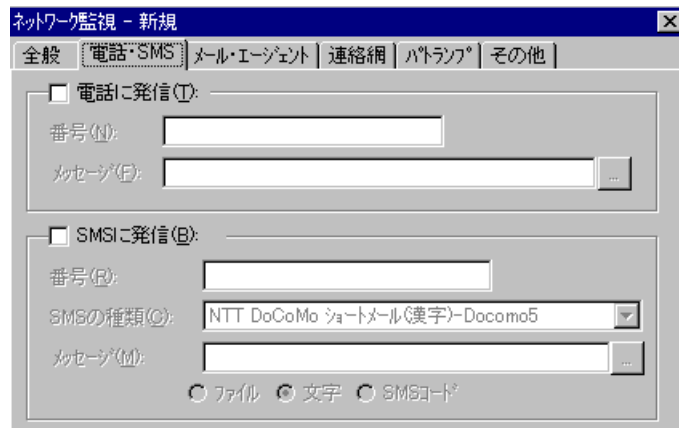 ﾈｯﾄﾜｰｸ監視 - 新規
全般 電話･SMS ﾒｰﾙ･ｴｰｼﾞｪﾝﾄ 連絡網 ﾊﾟﾄﾗﾝﾌﾟ その他
電話に発信(T):
番号(N):
ﾒｯｾｰｼﾞ(F):
...
SMSに発信(B):
番号(R):
SMSの種類(C): NTT DoCoMo ｼｮｰﾄﾒｰﾙ(漢字)-Docomo5
ﾒｯｾｰｼﾞ(M):
...
ﾌｧｲﾙ 文字 SMSｺｰﾄﾞ